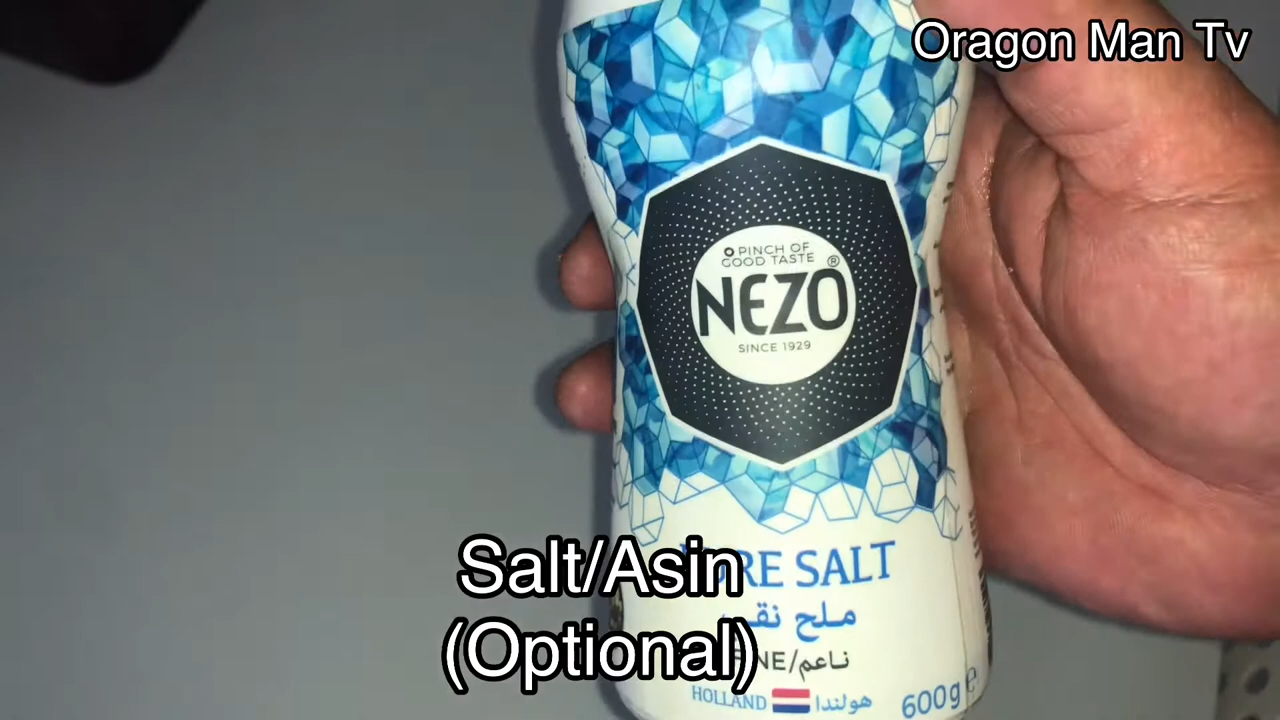 Oragon Man Tv
PINCH OF
GOOD TASTE
NEZO®
SINCE 1929
SALT
ملح
Salt/Asin
(Optional)
ناعم/
HOLLAND هولندا
600g e